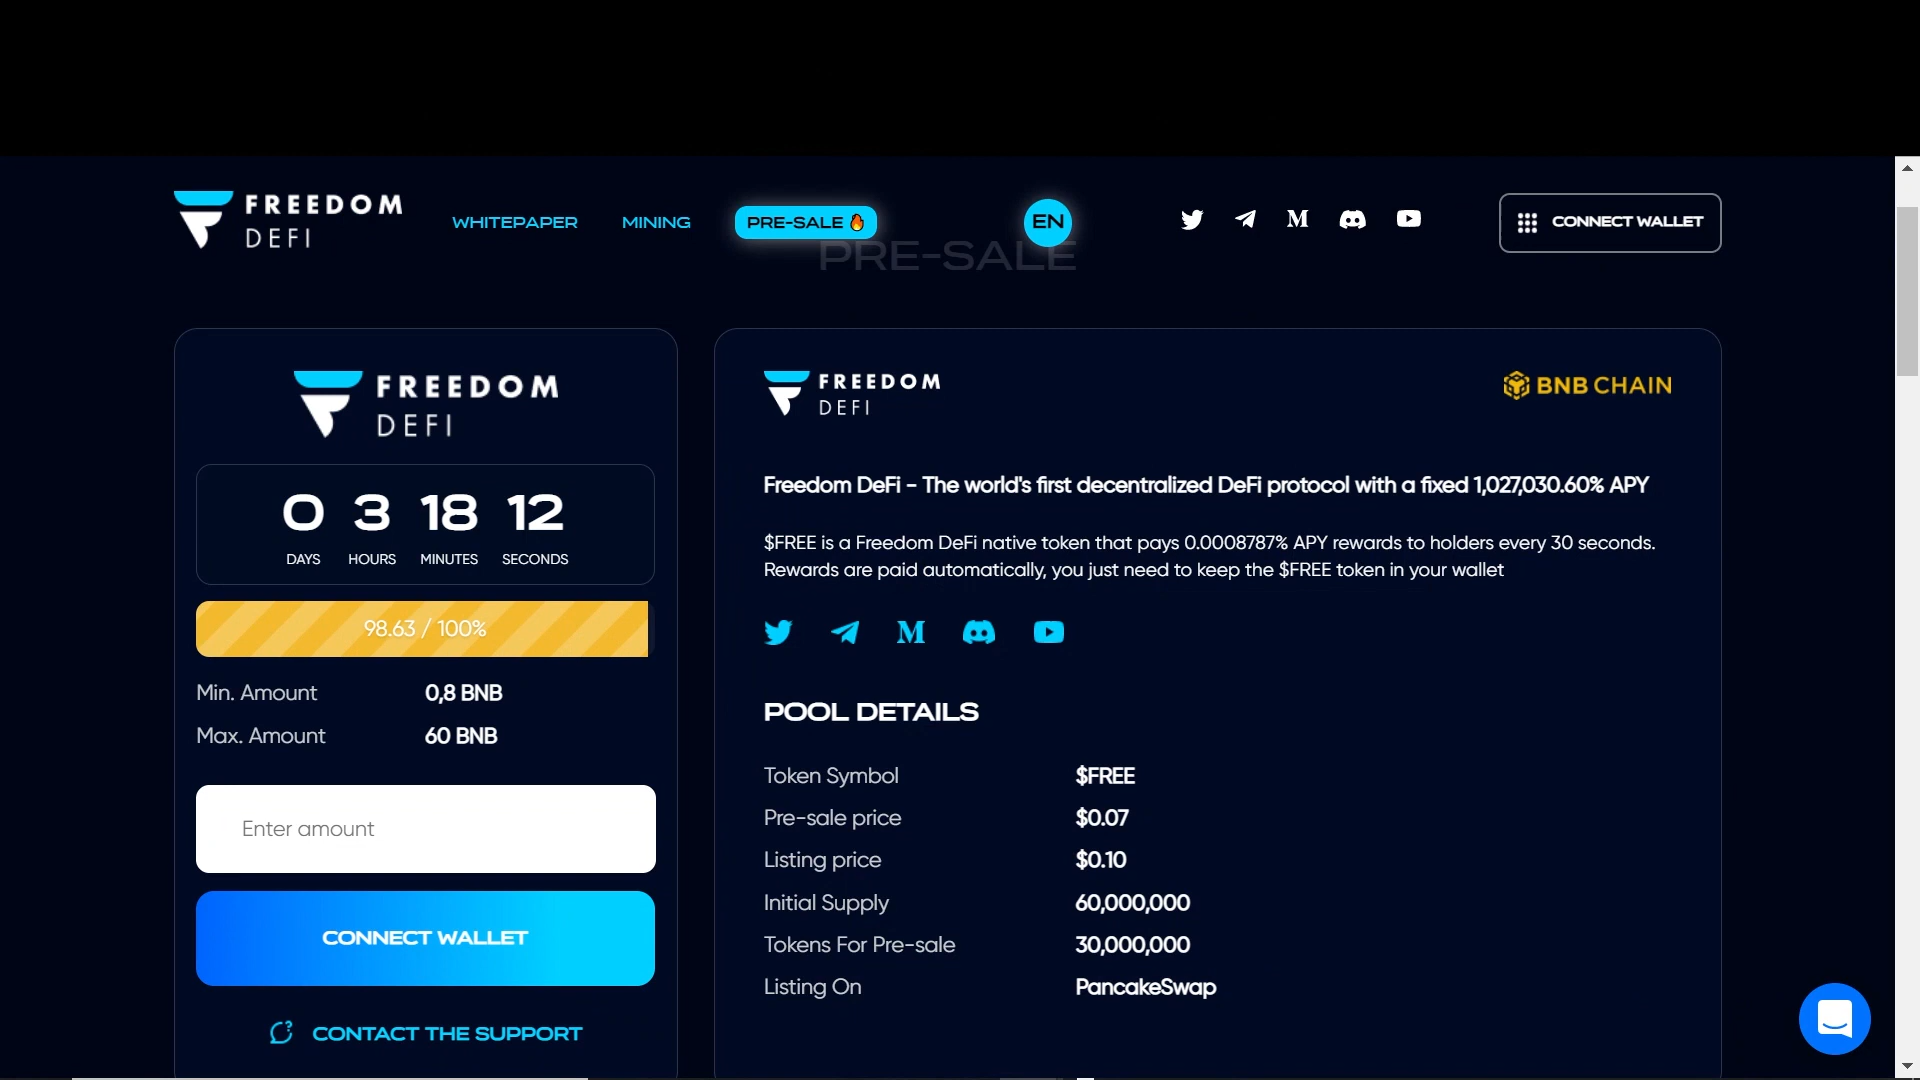 FREEDOM
DEFI
WHITEPAPER
MINING
PRE-SALE
EN
CONNECT WALLET
PRE-SALE
FREEDOM
DEFI
0 3 18 12
DAYS HOURS MINUTES SECONDS
98.63 / 100%
Min. Amount 0,8 BNB
Max. Amount 60 BNB
Enter amount
CONNECT WALLET
CONTACT THE SUPPORT
FREEDOM
DEFI
BNB CHAIN
Freedom DeFi - The world's first decentralized DeFi protocol with a fixed 1,027,030.60% APY
$FREE is a Freedom DeFi native token that pays 0.0008787% APY rewards to holders every 30 seconds.
Rewards are paid automatically, you just need to keep the $FREE token in your wallet
POOL DETAILS
Token Symbol $FREE
Pre-sale price $0.07
Listing price $0.10
Initial Supply 60,000,000
Tokens For Pre-sale 30,000,000
Listing On PancakeSwap